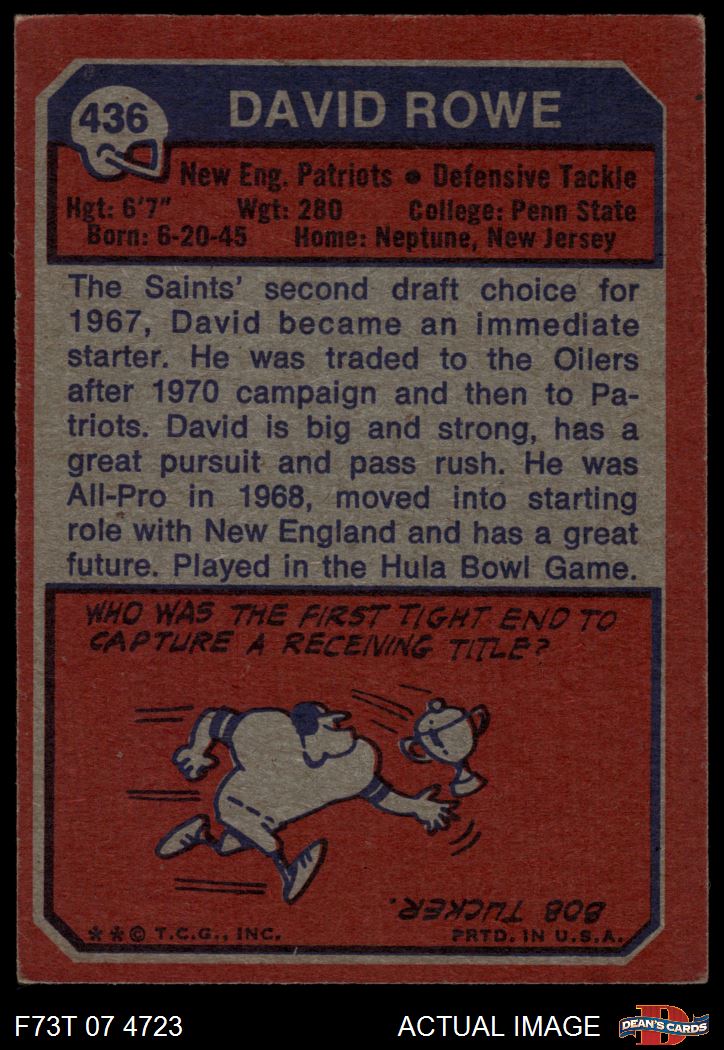 436
DAVID ROWE
New Eng. Patriots • Defensive Tackle
Hgt: 6'7" Wgt: 280 College: Penn State
Born: 6-20-45 Home: Neptune, New Jersey
The Saints' second draft choice for
1967, David became an immediate
starter. He was traded to the Oilers
after 1970 campaign and then to Pa-
triots. David is big and strong, has a
great pursuit and pass rush. He was
All-Pro in 1968, moved into starting
role with New England and has a great
future. Played in the Hula Bowl Game.
WHO WAS THE FIRST TIGHT END TO
CAPTURE A RECEIVING TITLE?
BOB TUCKER.
**© T.C.G., INC. PRTD. IN U.S.A.
F73T 07 4723 ACTUAL IMAGE D DEAN'S CARDS